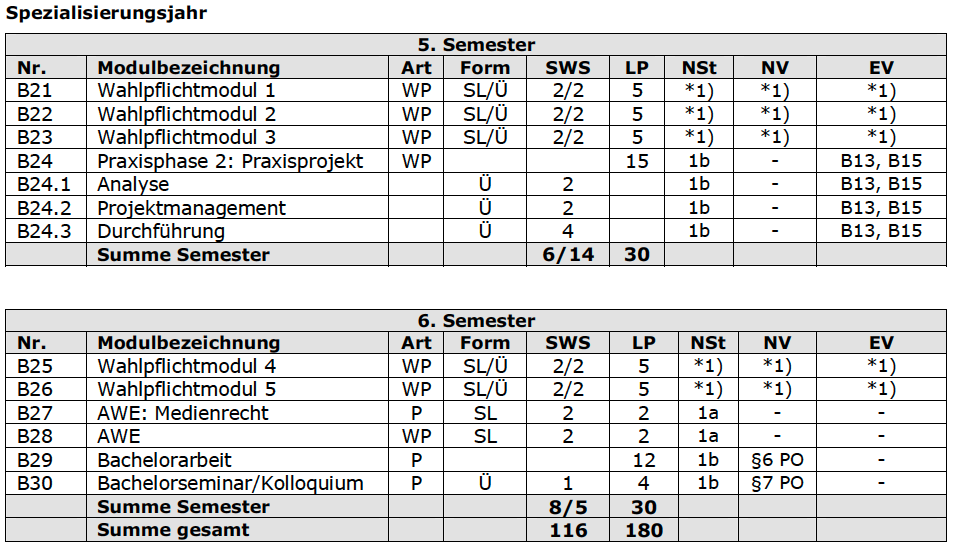 Spezialisierungsjahr
5. Semester
Nr. Modulbezeichnung Art Form SWS LP NSt NV EV
B21 Wahlpflichtmodul 1 WP SL/Ü 2/2 5 *1) *1) *1)
B22 Wahlpflichtmodul 2 WP SL/Ü 2/2 5 *1) *1) *1)
B23 Wahlpflichtmodul 3 WP SL/Ü 2/2 5 *1) *1) *1)
B24 Praxisphase 2: Praxisprojekt WP 15 1b - B13, B15
B24.1 Analyse Ü 2 1b - B13, B15
B24.2 Projektmanagement Ü 2 1b - B13, B15
B24.3 Durchführung Ü 4 1b - B13, B15
Summe Semester 6/14 30
6. Semester
Nr. Modulbezeichnung Art Form SWS LP NSt NV EV
B25 Wahlpflichtmodul 4 WP SL/Ü 2/2 5 *1) *1) *1)
B26 Wahlpflichtmodul 5 WP SL/Ü 2/2 5 *1) *1) *1)
B27 AWE: Medienrecht P SL 2 2 1a - -
B28 AWE WP SL 2 2 1a - -
B29 Bachelorarbeit P 12 1b §6 PO -
B30 Bachelorseminar/Kolloquium P Ü 1 4 1b §7 PO -
Summe Semester 8/5 30
Summe gesamt 116 180